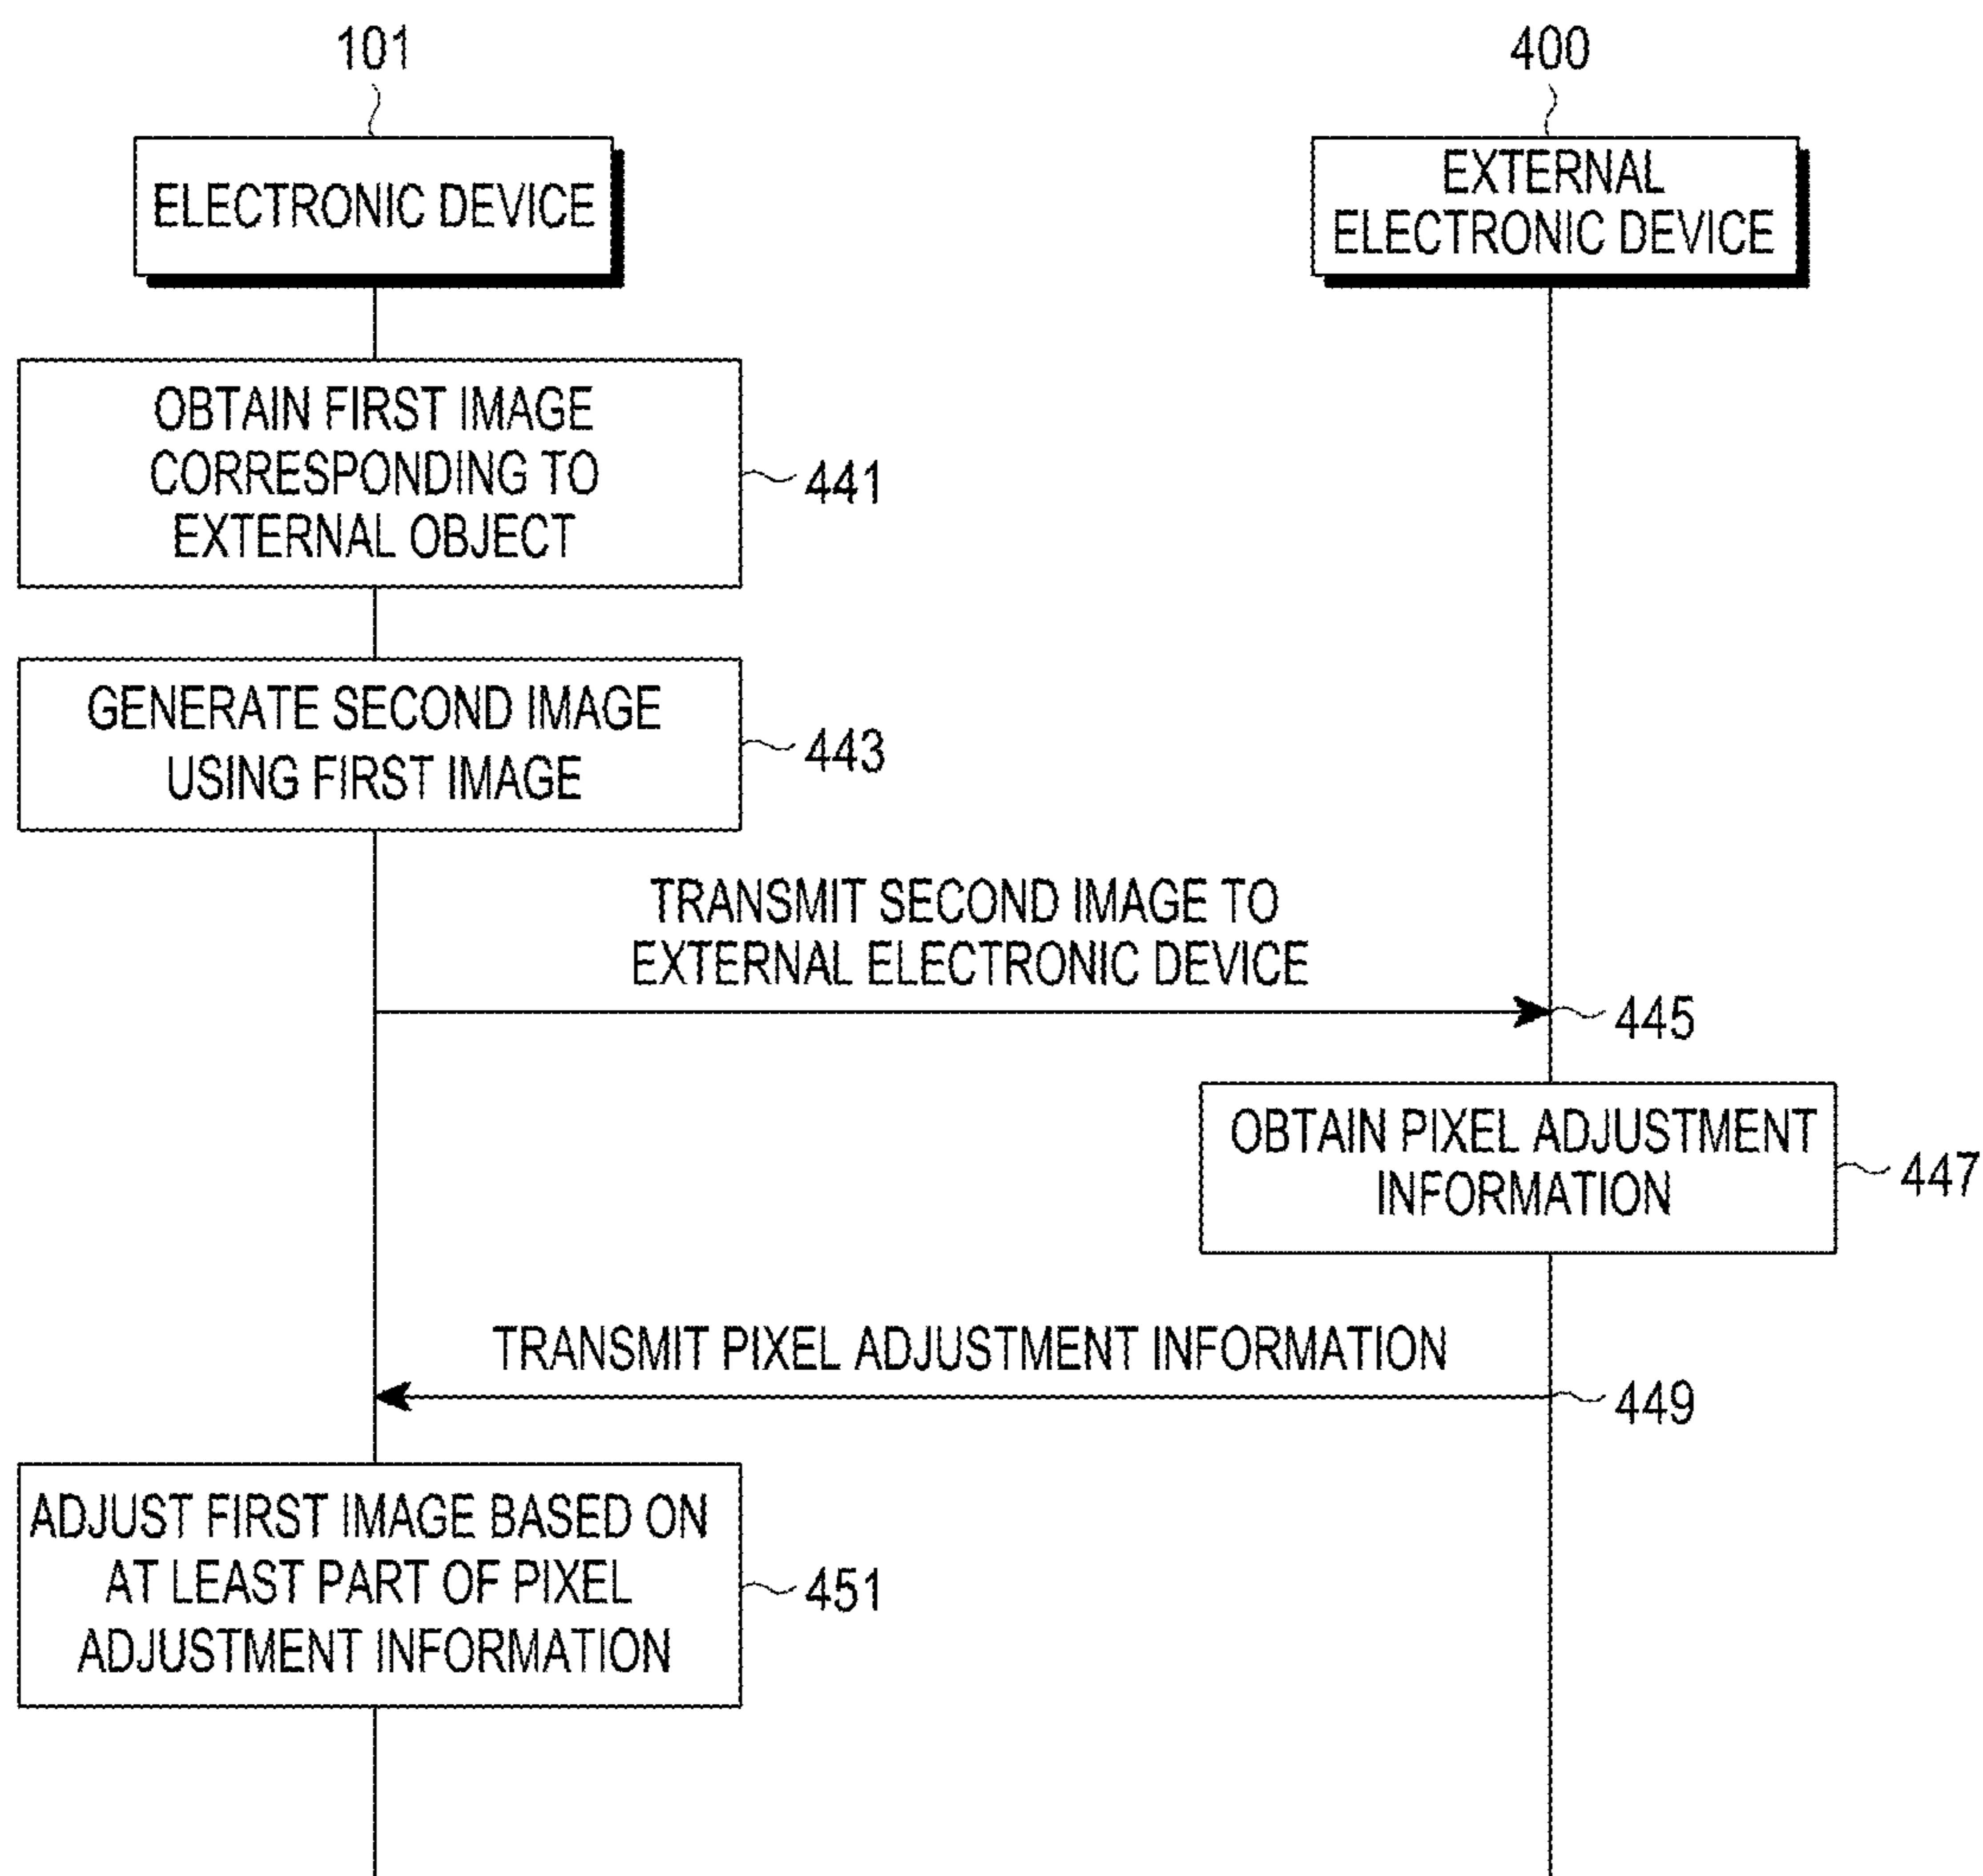 101
400
ELECTRONIC DEVICE
EXTERNAL
ELECTRONIC DEVICE
OBTAIN FIRST IMAGE
CORRESPONDING TO
EXTERNAL OBJECT
441
GENERATE SECOND IMAGE
USING FIRST IMAGE
443
TRANSMIT SECOND IMAGE TO
EXTERNAL ELECTRONIC DEVICE
445
OBTAIN PIXEL ADJUSTMENT
INFORMATION
447
TRANSMIT PIXEL ADJUSTMENT INFORMATION
449
ADJUST FIRST IMAGE BASED ON
AT LEAST PART OF PIXEL
ADJUSTMENT INFORMATION
451